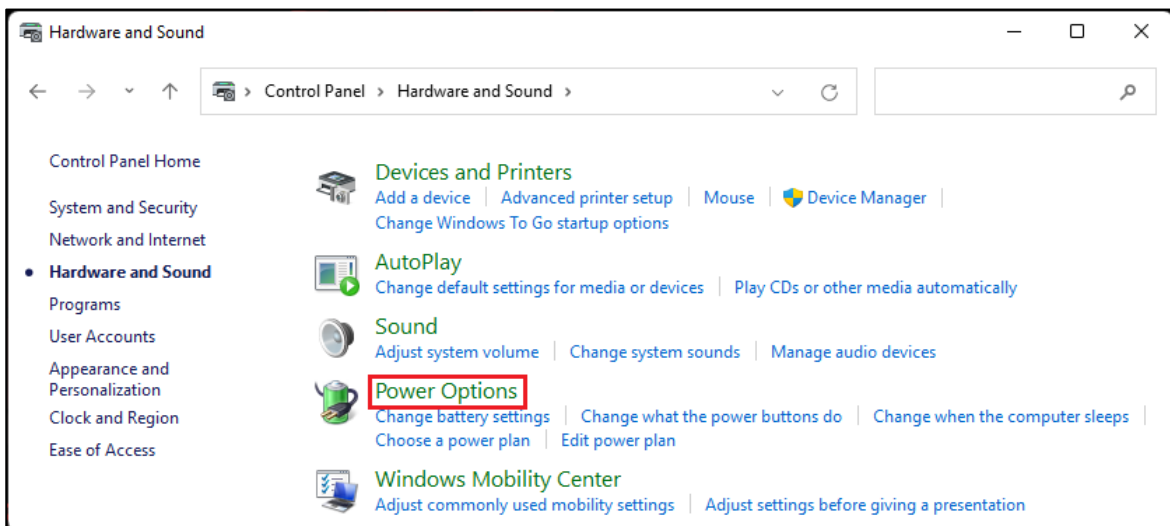 Hardware and Sound
Control Panel > Hardware and Sound >
Control Panel Home
System and Security
Network and Internet
Hardware and Sound
Programs
User Accounts
Appearance and
Personalization
Clock and Region
Ease of Access
Devices and Printers
Add a device | Advanced printer setup | Mouse | Device Manager |
Change Windows To Go startup options
AutoPlay
Change default settings for media or devices | Play CDs or other media automatically
Sound
Adjust system volume | Change system sounds | Manage audio devices
Power Options
Change battery settings | Change what the power buttons do | Change when the computer sleeps |
Choose a power plan | Edit power plan
Windows Mobility Center
Adjust commonly used mobility settings | Adjust settings before giving a presentation